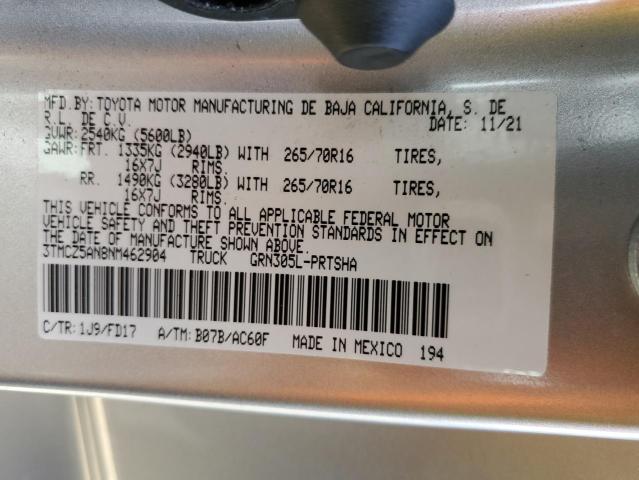 MFD.BY: TOYOTA MOTOR MANUFACTURING DE BAJA CALIFORNIA, S. DE
R.L. DE C.V. DATE: 11/21
GVWR: 2540KG (5600LB)
GAWR: FRT. 1335KG (2940LB) WITH 265/70R16 TIRES,
16X7J RIMS,
RR. 1490KG (3280LB) WITH 265/70R16 TIRES,
16X7J RIMS.
THIS VEHICLE CONFORMS TO ALL APPLICABLE FEDERAL MOTOR
VEHICLE SAFETY AND THEFT PREVENTION STANDARDS IN EFFECT ON
THE DATE OF MANUFACTURE SHOWN ABOVE.
3TMCZ5AN8NM462904 TRUCK GRN305L-PRTSHA
C/TR: 1J9/FD17 A/TM: B07B/AC60F MADE IN MEXICO 194